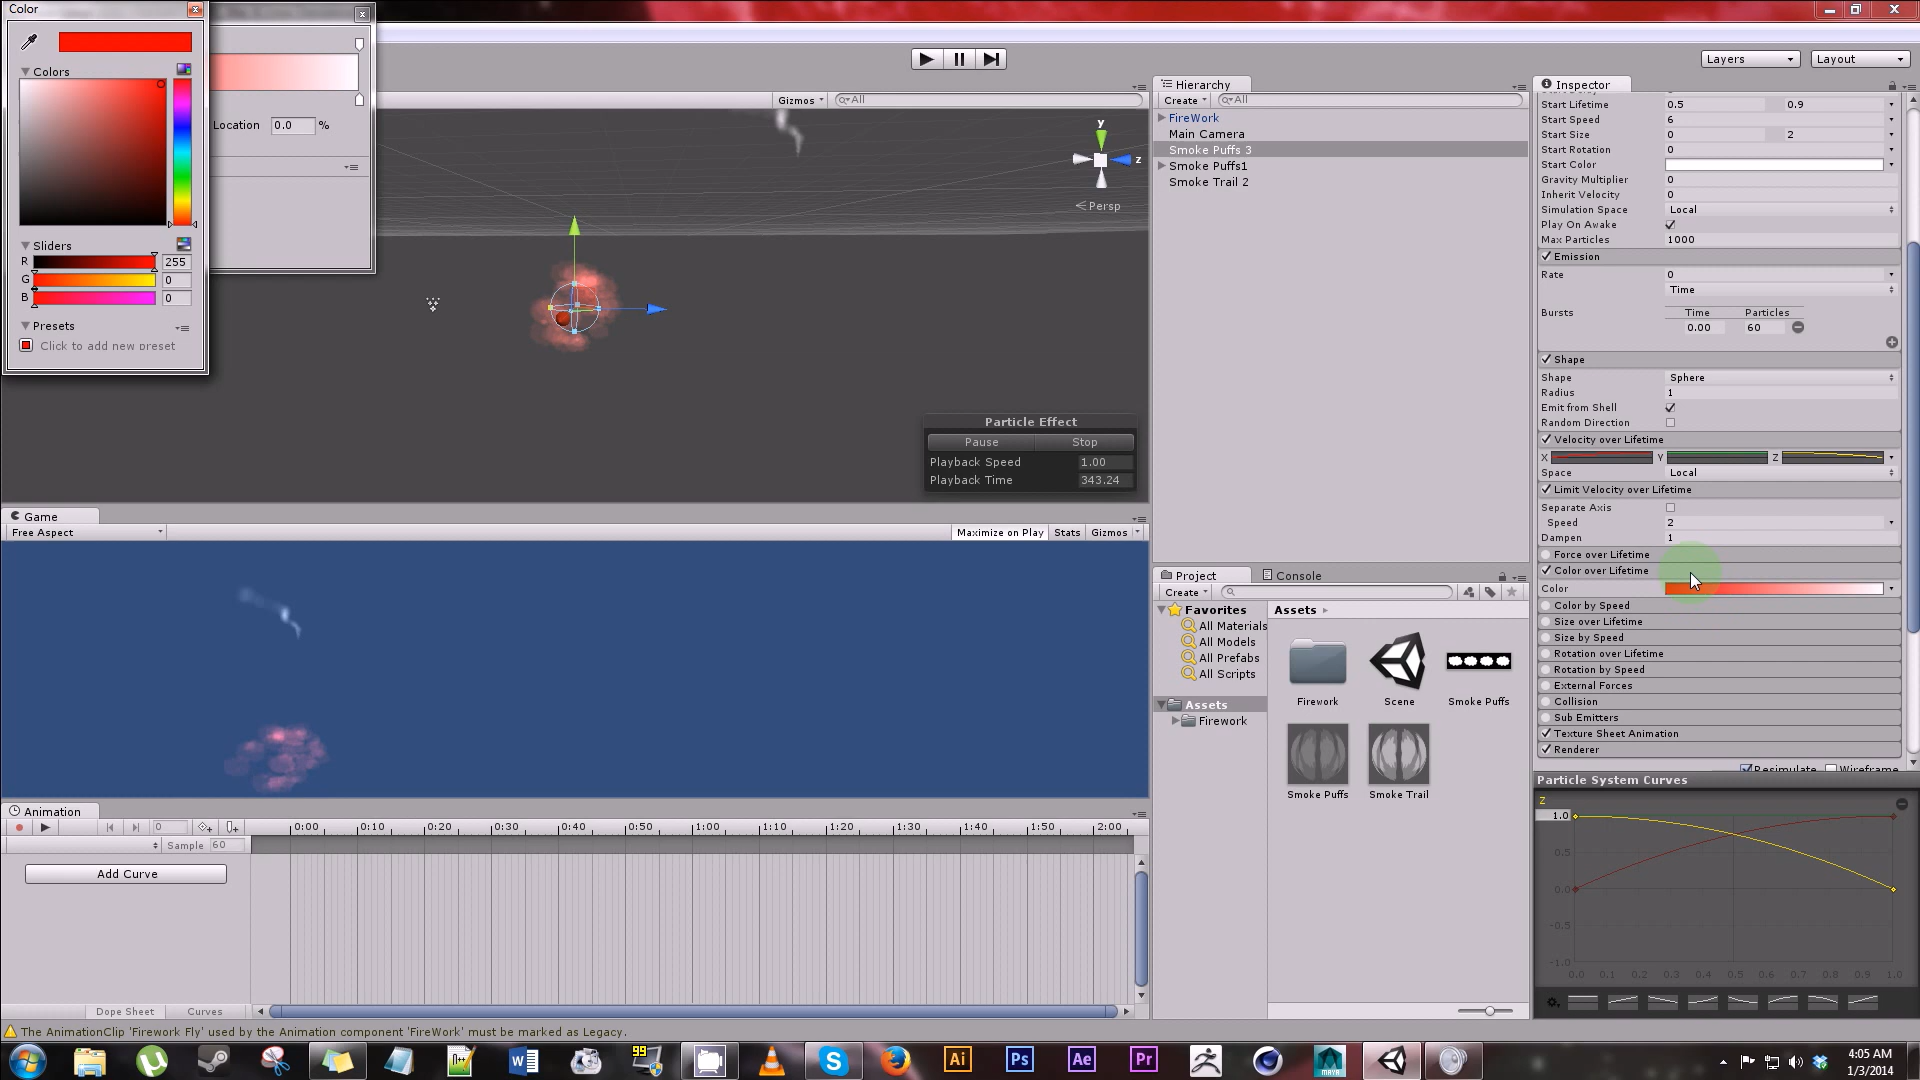 Color
Colors
Sliders
R 255
G 0
B 0
Presets
Click to add new preset
Location 0.0 %
Gizmos All
y
z
Persp
Particle Effect
Pause Stop
Playback Speed 1.00
Playback Time 343.24
Game
Free Aspect Maximize on Play Stats Gizmos
Animation
0 0:00 0:10 0:20 0:30 0:40 0:50 1:00 1:10 1:20 1:30 1:40 1:50 2:00
Sample 60
Add Curve
Dope Sheet Curves
The AnimationClip 'Firework Fly' used by the Animation component 'FireWork' must be marked as Legacy.
Layers Layout
Hierarchy
Create All
FireWork
Main Camera
Smoke Puffs 3
Smoke Puffs1
Smoke Trail 2
Project Console
Create
Favorites
All Materials
All Models
All Prefabs
All Scripts
Assets
Firework
Assets
Firework Scene Smoke Puffs
Smoke Puffs Smoke Trail
Inspector
Start Lifetime 0.5 0.9
Start Speed 6
Start Size 0 2
Start Rotation 0
Start Color
Gravity Multiplier 0
Inherit Velocity 0
Simulation Space Local
Play On Awake
Max Particles 1000
Emission
Rate 0
Time
Bursts Time Particles
0.00 60
Shape
Shape Sphere
Radius 1
Emit from Shell
Random Direction
Velocity over Lifetime
X Y Z
Space Local
Limit Velocity over Lifetime
Separate Axis
Speed 2
Dampen 1
Force over Lifetime
Color over Lifetime
Color
Color by Speed
Size over Lifetime
Size by Speed
Rotation over Lifetime
Rotation by Speed
External Forces
Collision
Sub Emitters
Texture Sheet Animation
Renderer
Resimulate Wireframe
Particle System Curves
Z
1.0
0.5
0.0
-0.5
-1.0
0.0 0.1 0.2 0.3 0.4 0.5 0.6 0.7 0.8 0.9 1.0
99
Ai Ps Ae Pr
MAYA
4:05 AM
1/3/2014